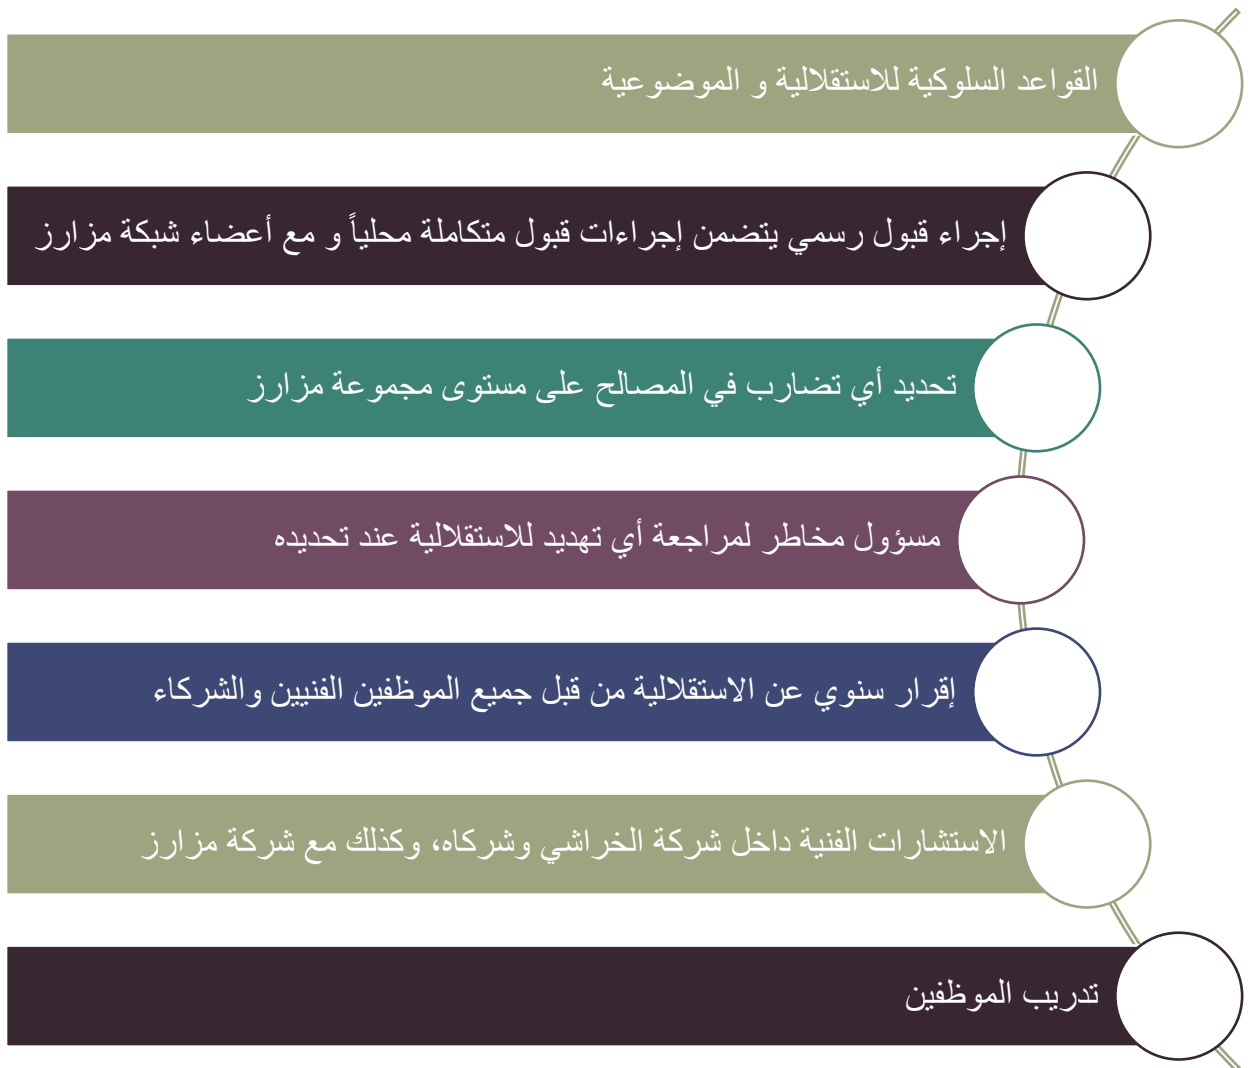 القواعد السلوكية للاستقلالية و الموضوعية
إجراء قبول رسمي يتضمن إجراءات قبول متكاملة محلياً و مع أعضاء شبكة مزارز
تحديد أي تضارب في المصالح على مستوى مجموعة مزارز
مسؤول مخاطر لمراجعة أي تهديد للاستقلالية عند تحديده
إقرار سنوي عن الاستقلالية من قبل جميع الموظفين الفنيين والشركاء
الاستشارات الفنية داخل شركة الخراشي وشركاه، وكذلك مع شركة مزارز
تدريب الموظفين